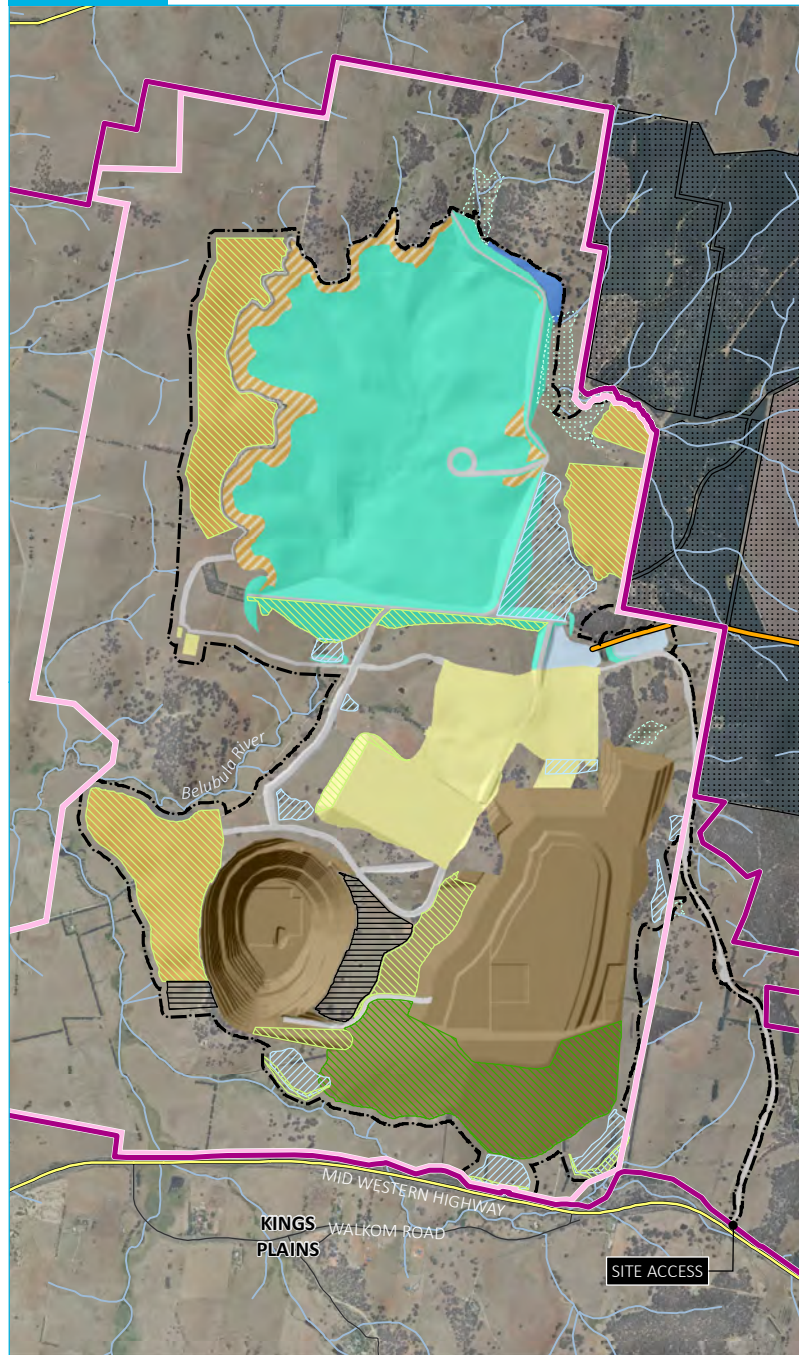 Belubula River
MID WESTERN HIGHWAY
KINGS
PLAINS
WALKOM ROAD
SITE ACCESS